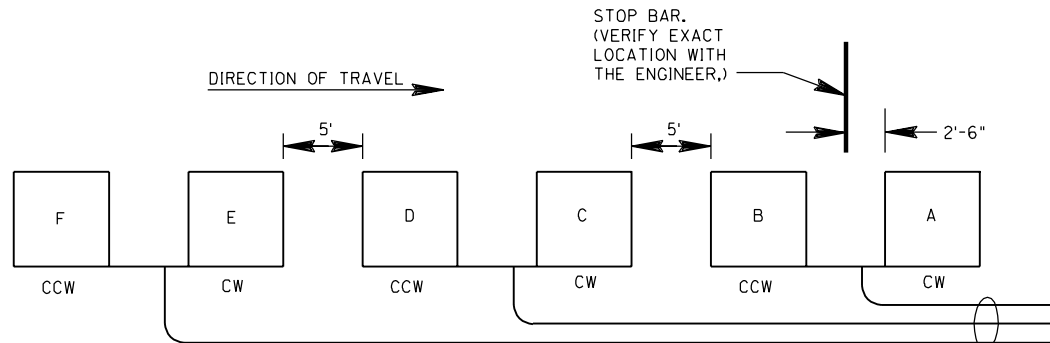 STOP BAR.
(VERIFY EXACT
LOCATION WITH
THE ENGINEER,)
DIRECTION OF TRAVEL
5'
5'
2'-6"
F
E
D
C
B
A
CCW
CW
CCW
CW
CCW
CW